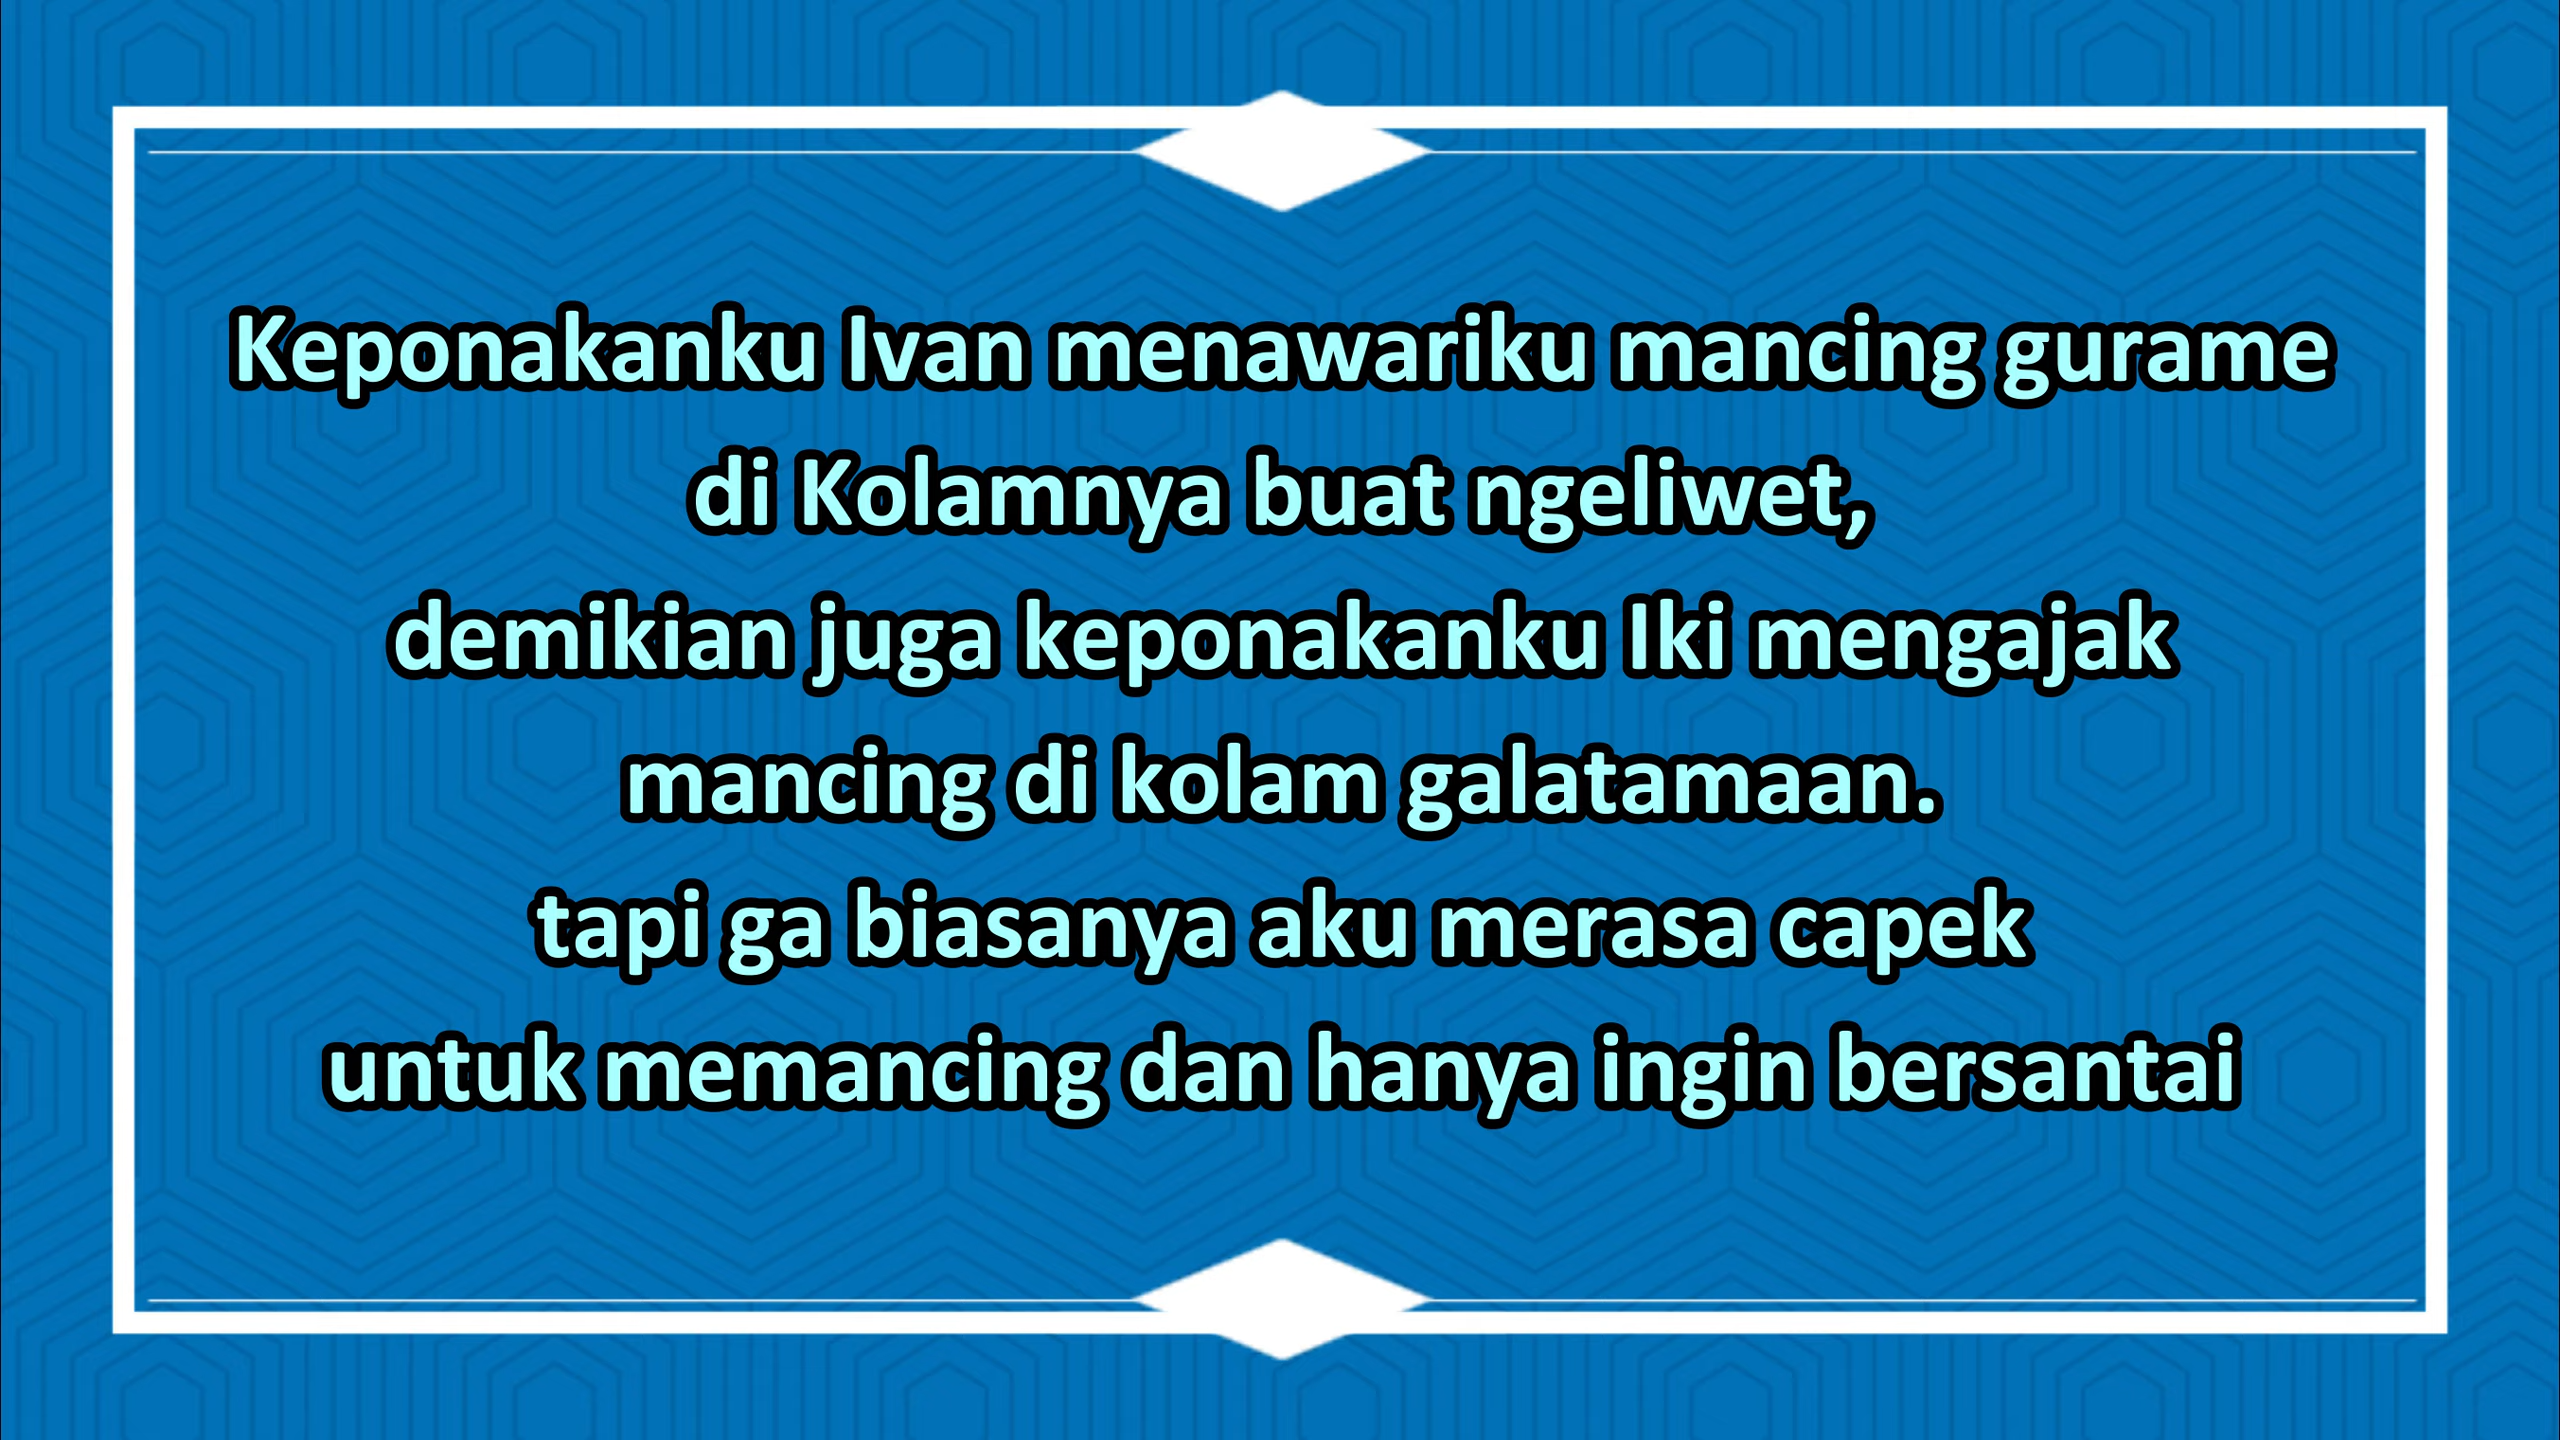 Keponakanku Ivan menawariku mancing gurame
di Kolamnya buat ngeliwet,
demikian juga keponakanku Iki mengajak
mancing di kolam galatamaan.
tapi ga biasanya aku merasa capek
untuk memancing dan hanya ingin bersantai